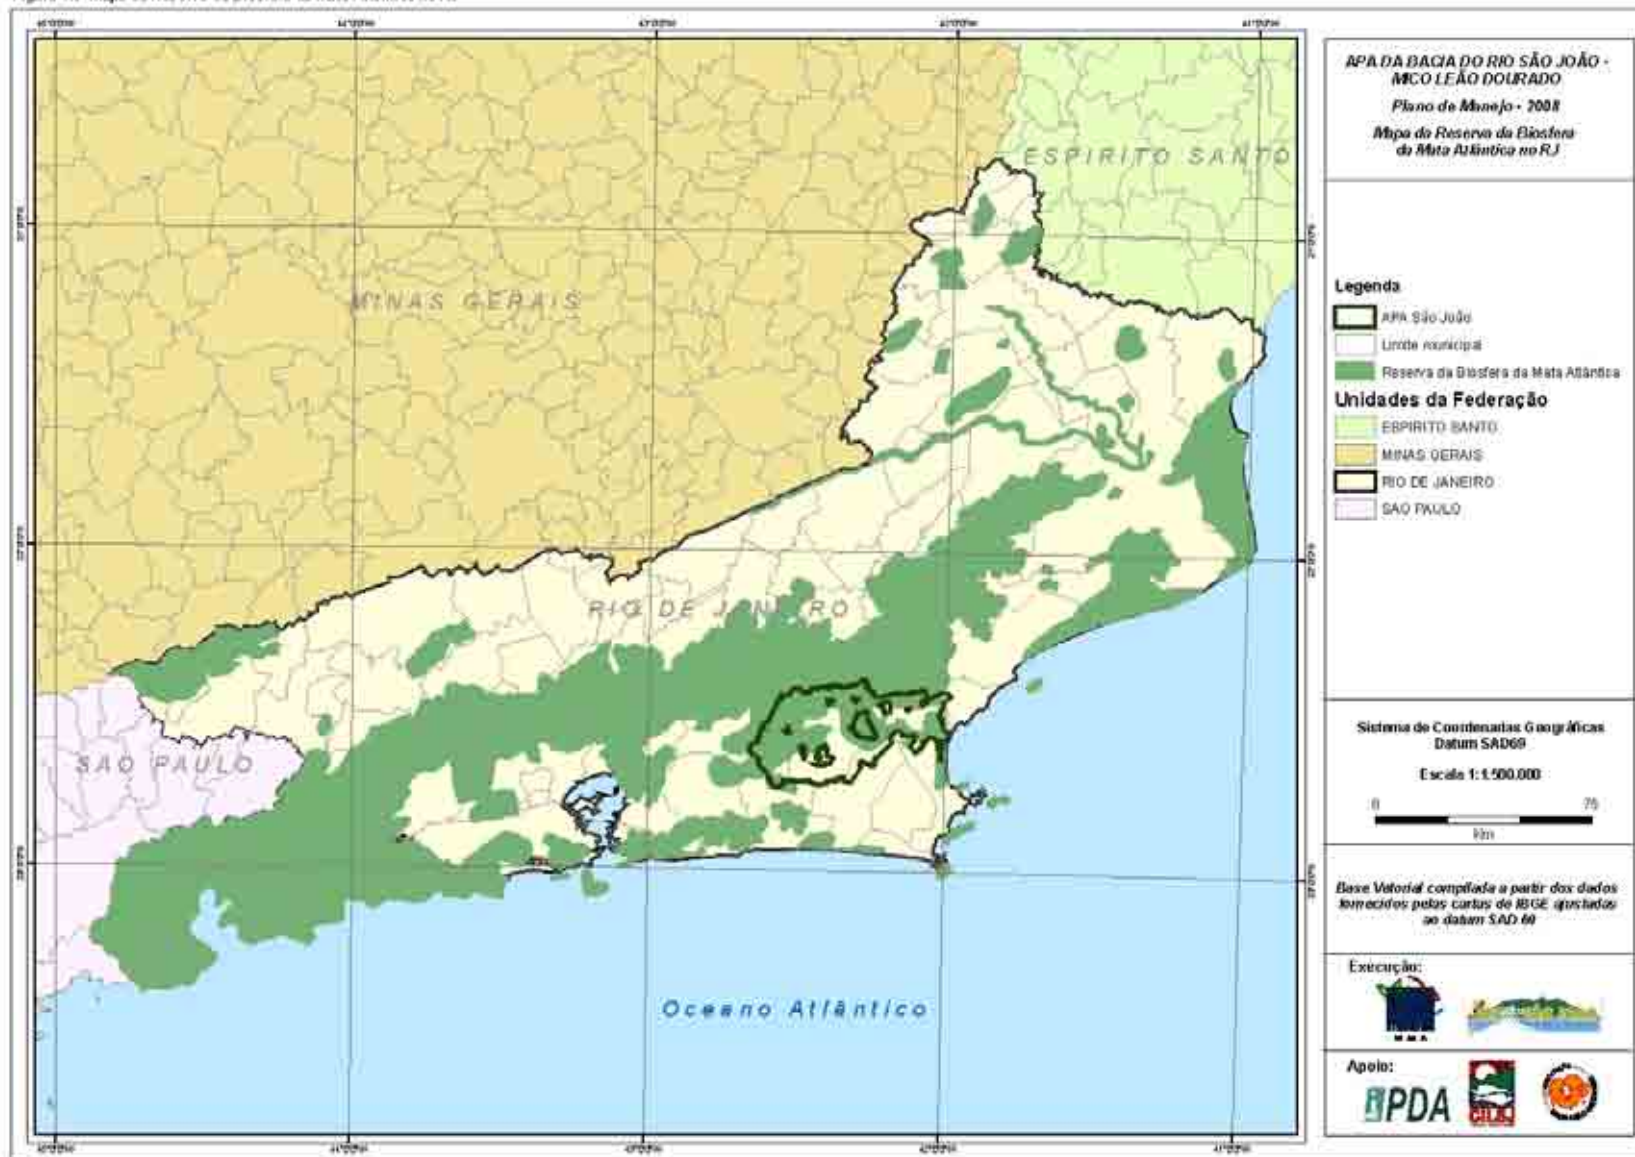 APA DA BACIA DO RIO SÃO JOÃO -
MICO LEÃO DOURADO
Plano de Manejo - 2008
Mapa da Reserva da Biosfera
da Mata Atlântica no RJ
ESPIRITO SANTO
MINAS GERAIS
RIO DE JANEIRO
SAO PAULO
Oceano Atlântico
Legenda
APA São João
Limite municipal
Reserva da Biosfera da Mata Atlântica
Unidades da Federação
ESPIRITO SANTO
MINAS GERAIS
RIO DE JANEIRO
SAO PAULO
Sistema de Coordenadas Geográficas
Datum SAD69
Escala 1:1.500.000
0 75
Km
Base Vetorial compilada a partir dos dados
fornecidos pelas cartas do IBGE ajustadas
ao datum SAD 69
Execução:
MMA
Apoio:
PDA